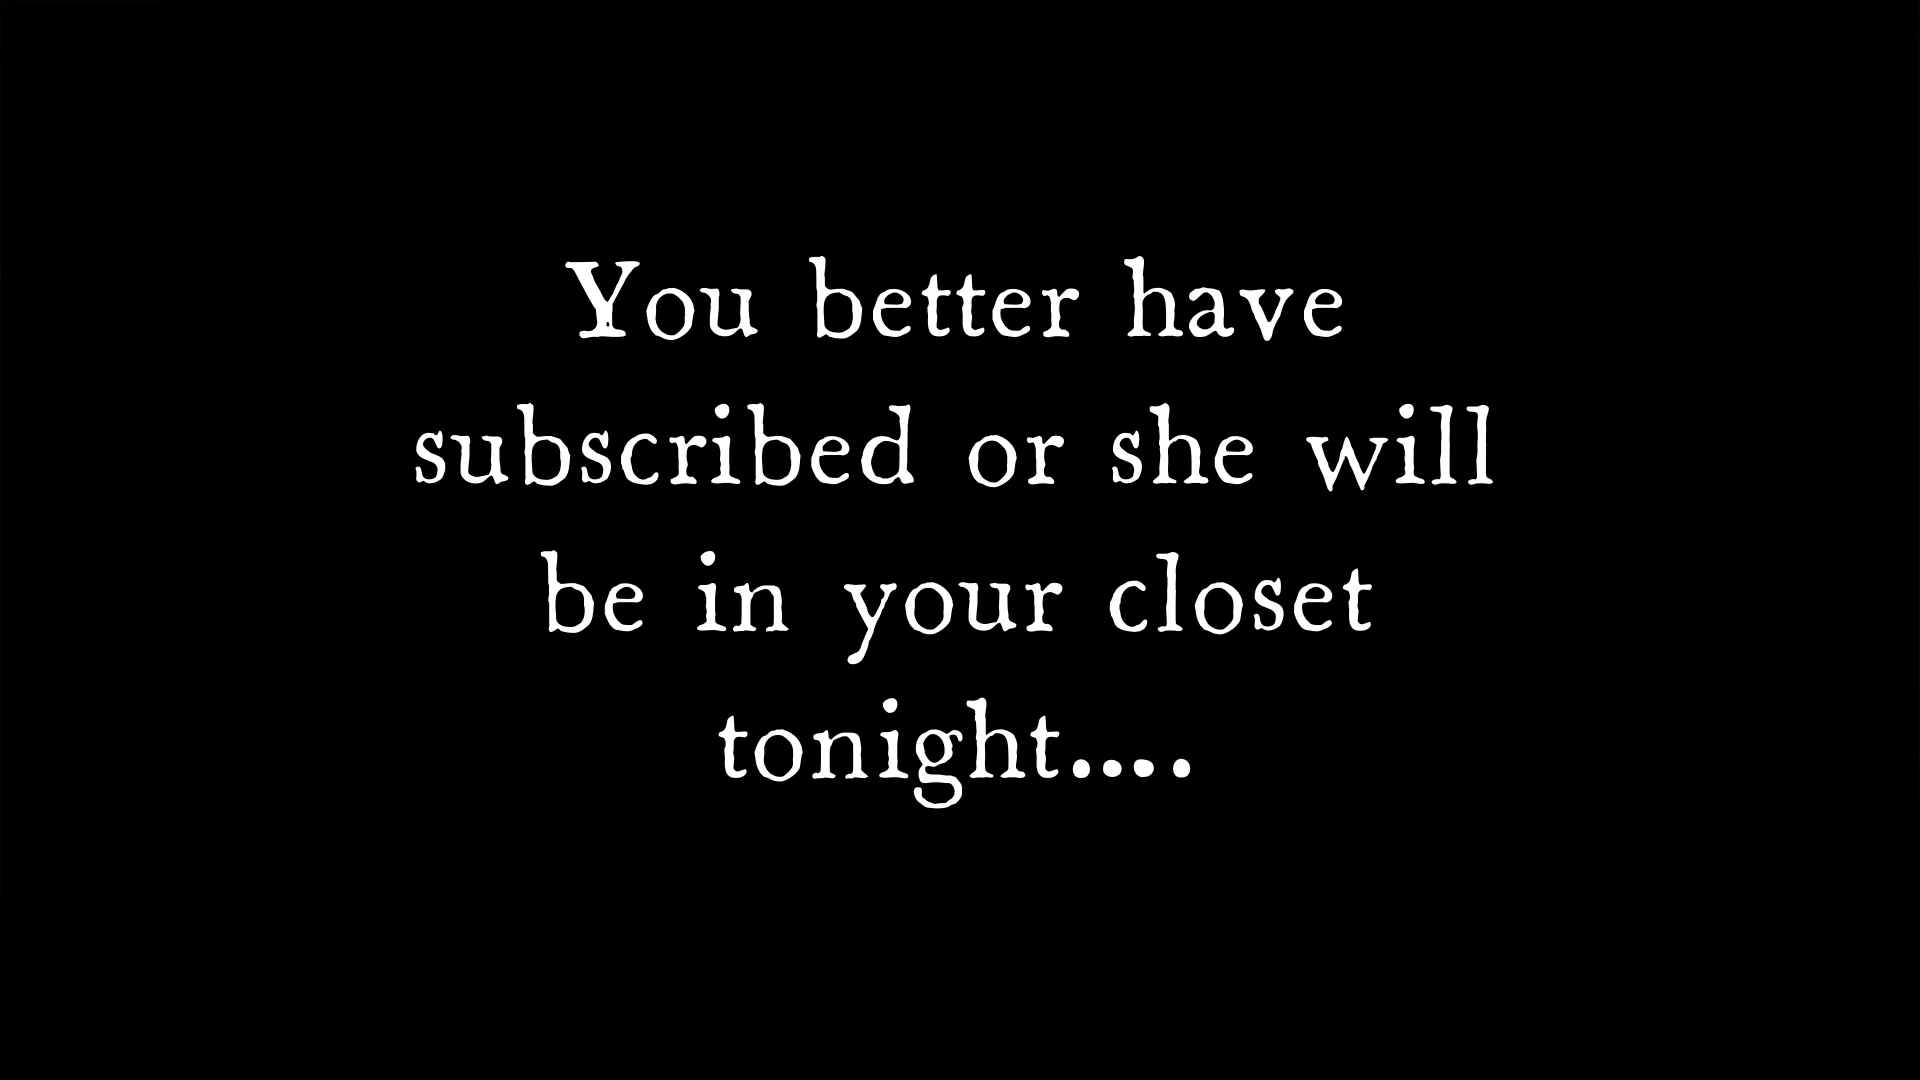 You better have
subscribed or she will
be in your closet
tonight....